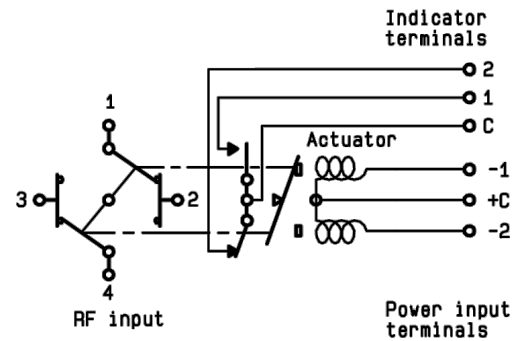 Indicator
terminals
2
1
C
Actuator
1
3
2
4
RF input
-1
+C
-2
Power input
terminals